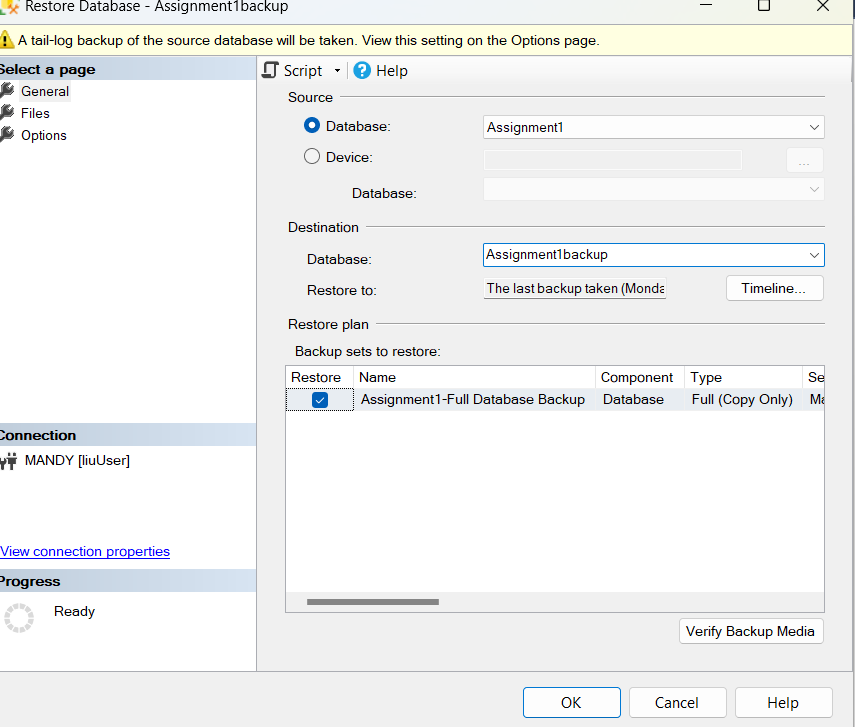 Restore Database - Assignment1backup
A tail-log backup of the source database will be taken. View this setting on the Options page.
Select a page
General
Files
Options
Script Help
Source
Database: Assignment1
Device: ...
Database:
Destination
Database: Assignment1backup
Restore to: The last backup taken (Monda Timeline...
Restore plan
Backup sets to restore:
Restore Name Component Type Se
Assignment1-Full Database Backup Database Full (Copy Only) Ma
Connection
MANDY [liuUser]
View connection properties
Progress
Ready
Verify Backup Media
OK Cancel Help